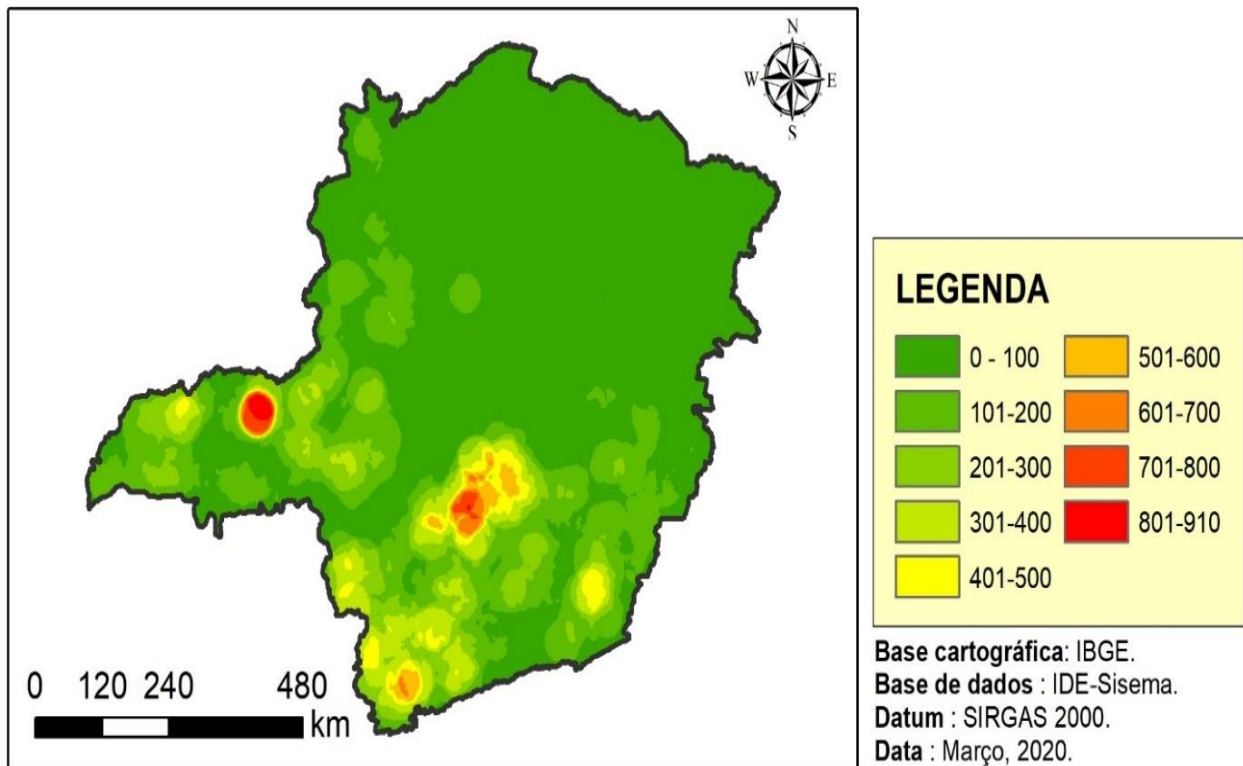 N
W E
S
0 120 240 480
km
LEGENDA
0 - 100
101-200
201-300
301-400
401-500
501-600
601-700
701-800
801-910
Base cartográfica: IBGE.
Base de dados : IDE-Sisema.
Datum : SIRGAS 2000.
Data : Março, 2020.